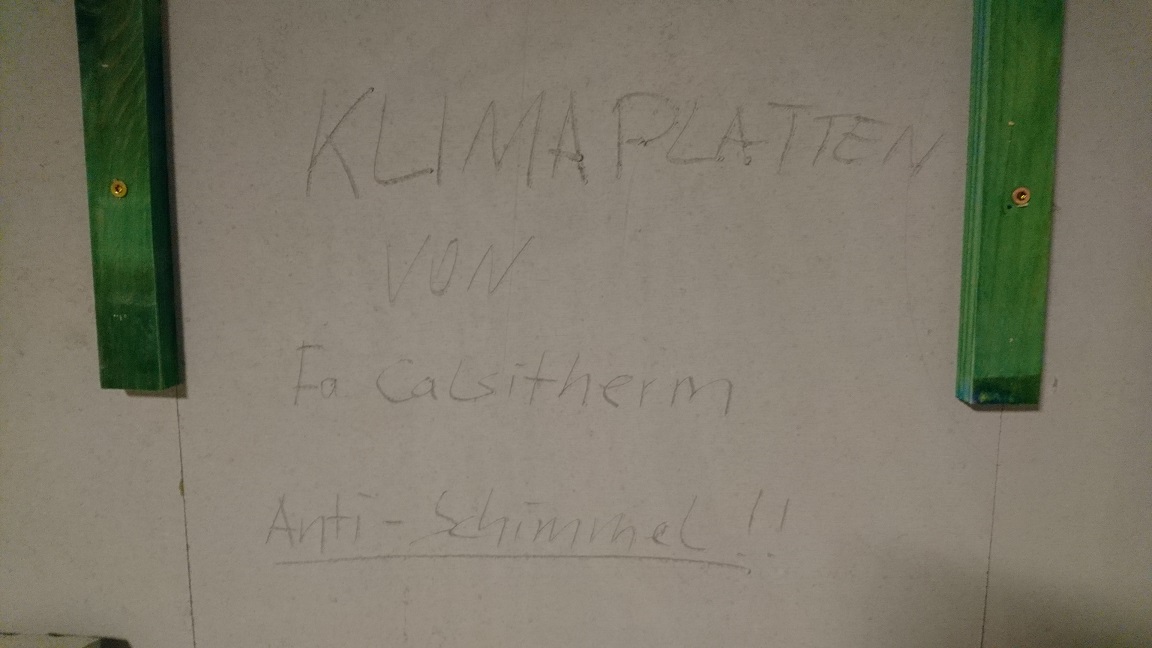 KLIMAPLATTEN
VON
Fa. Calsitherm
Anti-Schimmel!!